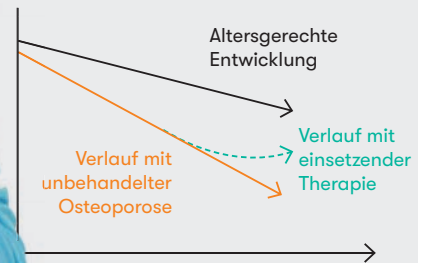 Altersgerechte
Entwicklung
Verlauf mit
einsetzender
Therapie
Verlauf mit
unbehandelter
Osteoporose